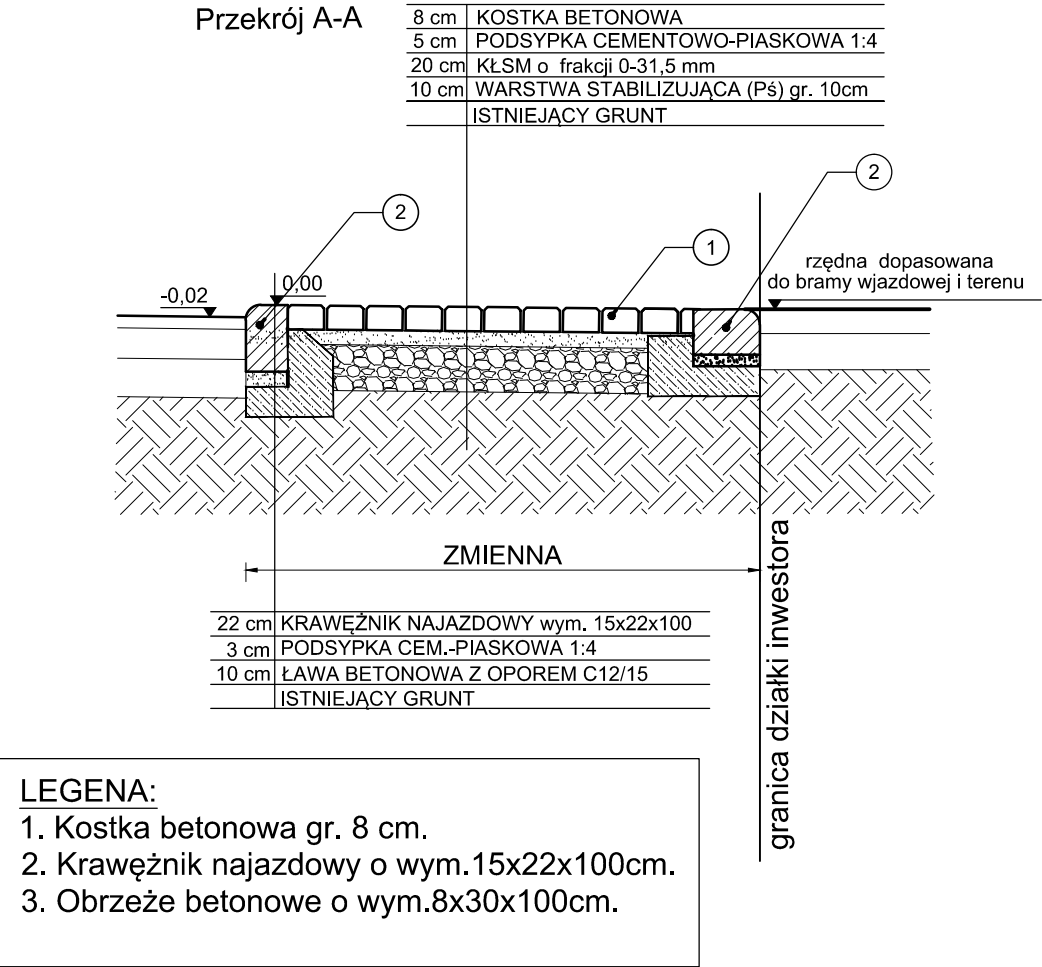 Przekrój A-A
8 cm KOSTKA BETONOWA
5 cm PODSYPKA CEMENTOWO-PIASKOWA 1:4
20 cm KŁSM o frakcji 0-31,5 mm
10 cm WARSTWA STABILIZUJĄCA (Pś) gr. 10cm
ISTNIEJĄCY GRUNT
2
2
1
rzędna dopasowana
do bramy wjazdowej i terenu
-0,02
0,00
ZMIENNA
granica działki inwestora
22 cm KRAWĘŻNIK NAJAZDOWY wym. 15x22x100
3 cm PODSYPKA CEM.-PIASKOWA 1:4
10 cm ŁAWA BETONOWA Z OPOREM C12/15
ISTNIEJĄCY GRUNT
LEGENA:
1. Kostka betonowa gr. 8 cm.
2. Krawężnik najazdowy o wym.15x22x100cm.
3. Obrzeże betonowe o wym.8x30x100cm.